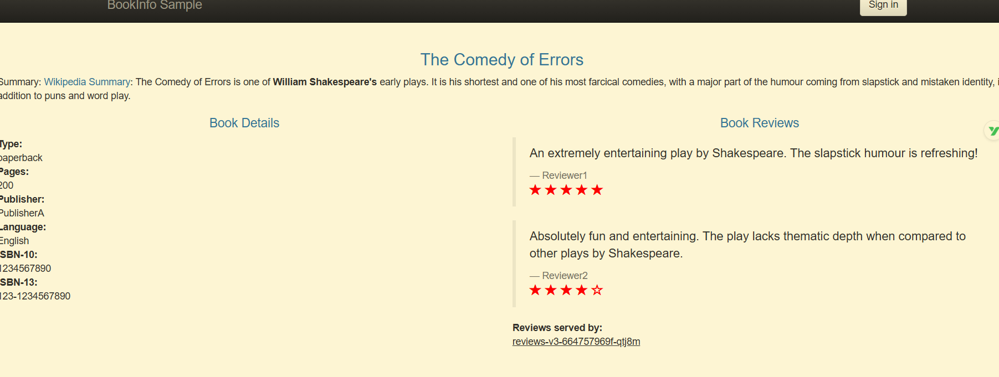 BookInfo Sample
Sign in
The Comedy of Errors
Summary: Wikipedia Summary: The Comedy of Errors is one of William Shakespeare's early plays. It is his shortest and one of his most farcical comedies, with a major part of the humour coming from slapstick and mistaken identity, i
addition to puns and word play.
Book Details
Type:
paperback
Pages:
200
Publisher:
PublisherA
Language:
English
ISBN-10:
1234567890
ISBN-13:
123-1234567890
Book Reviews
An extremely entertaining play by Shakespeare. The slapstick humour is refreshing!
— Reviewer1
Absolutely fun and entertaining. The play lacks thematic depth when compared to
other plays by Shakespeare.
— Reviewer2
Reviews served by:
reviews-v3-664757969f-qtj8m